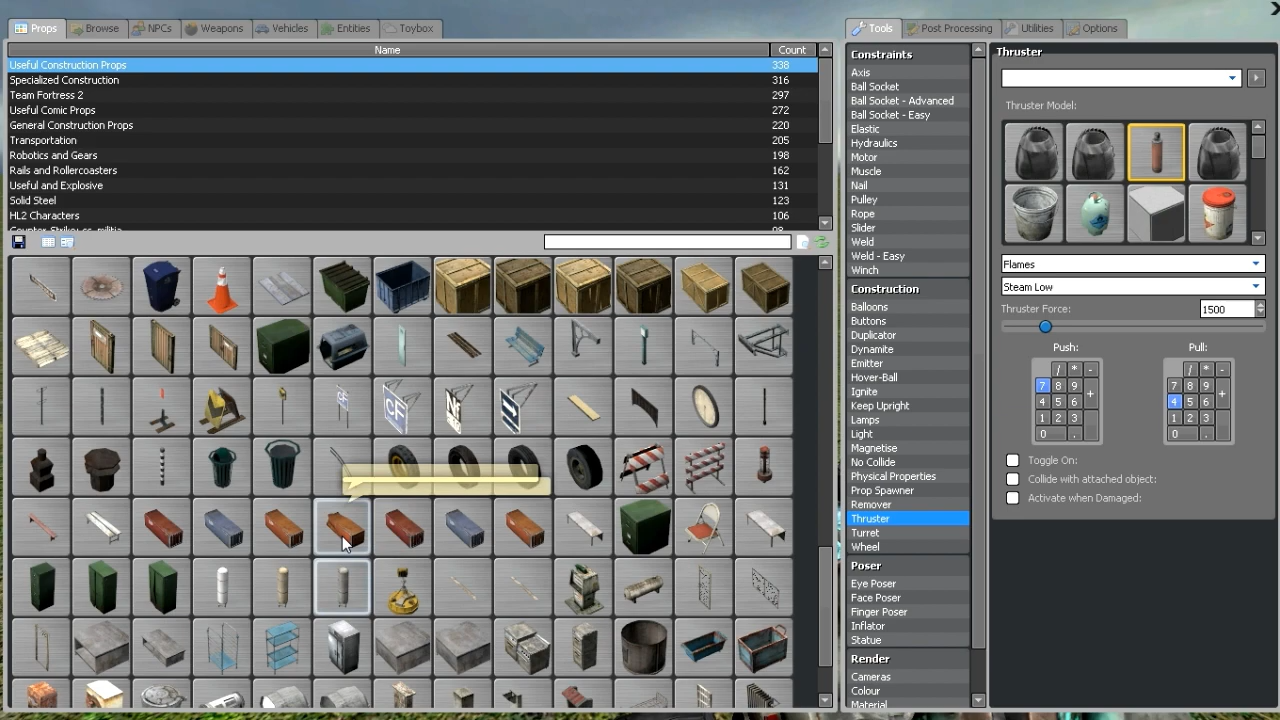 Props
Browse
NPCs
Weapons
Vehicles
Entities
Toybox
Name
Count
Useful Construction Props 338
Specialized Construction 316
Team Fortress 2 297
Useful Comic Props 272
General Construction Props 220
Transportation 205
Robotics and Gears 198
Rails and Rollercoasters 162
Useful and Explosive 131
Solid Steel 123
HL2 Characters 106
CF
CF
Tools
Post Processing
Utilities
Options
Constraints
Axis
Ball Socket
Ball Socket - Advanced
Ball Socket - Easy
Elastic
Hydraulics
Motor
Muscle
Nail
Pulley
Rope
Slider
Weld
Weld - Easy
Winch
Construction
Balloons
Buttons
Duplicator
Dynamite
Emitter
Hover-Ball
Ignite
Keep Upright
Lamps
Light
Magnetise
No Collide
Physical Properties
Prop Spawner
Remover
Thruster
Turret
Wheel
Poser
Eye Poser
Face Poser
Finger Poser
Inflator
Statue
Render
Cameras
Colour
Material
Thruster
Thruster Model:
Flames
Steam Low
Thruster Force: 1500
Push:
Pull:
/ * -
7 8 9
4 5 6 +
1 2 3
0 .
/ * -
7 8 9
4 5 6 +
1 2 3
0 .
Toggle On:
Collide with attached object:
Activate when Damaged: